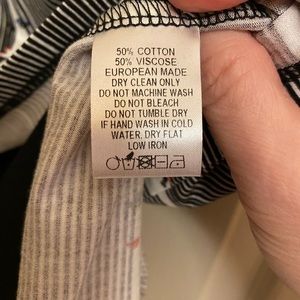 50% COTTON
50% VISCOSE
EUROPEAN MADE
DRY CLEAN ONLY
DO NOT MACHINE WASH
DO NOT BLEACH
DO NOT TUMBLE DRY
IF HAND WASH IN COLD
WATER, DRY FLAT
LOW IRON